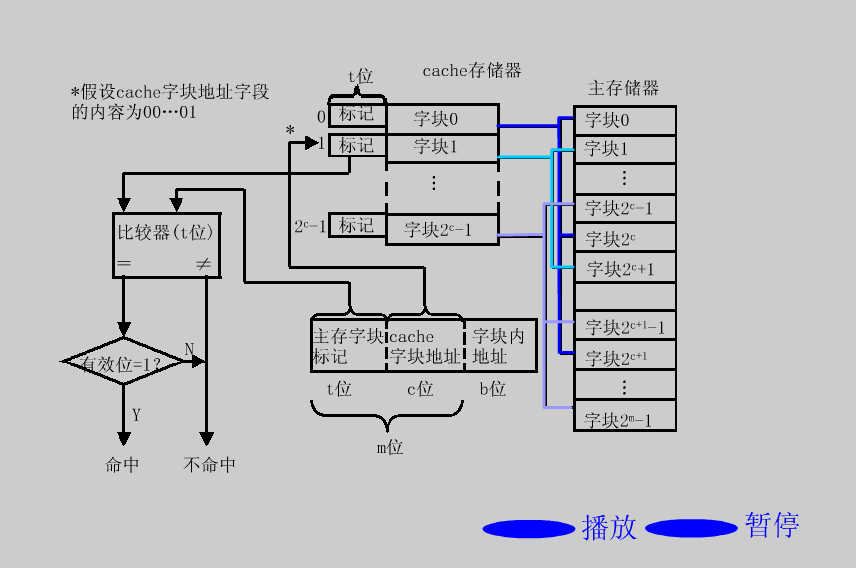 *假设cache字块地址字段
的内容为00…01
t位
cache存储器
主存储器
*
0
标记
字块0
1
标记
字块1
⋮
2ᶜ-1
标记
字块2ᶜ-1
字块0
字块1
⋮
字块2ᶜ-1
字块2ᶜ
字块2ᶜ+1
字块2ᶜ⁺¹-1
字块2ᶜ⁺¹
⋮
字块2ᵐ-1
比较器(t位)
= ≠
有效位=1?
N
Y
命中
不命中
主存字块
标记
cache
字块地址
字块内
地址
t位
c位
b位
m位
播放
暂停